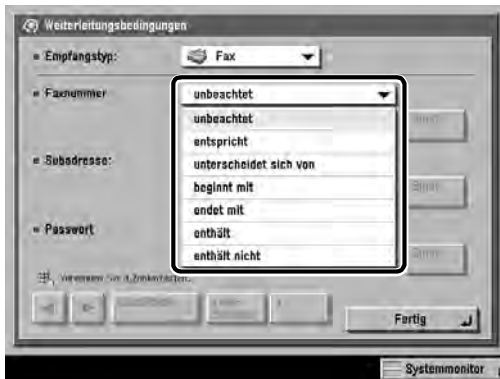 Weiterleitungsbedingungen
Empfangstyp: Fax
Faxnummer unbeachtet
unbeachtet
entspricht
unterscheidet sich von
Subadresse:
beginnt mit
endet mit
Passwort
enthält
enthält nicht
Fertig
Systemmonitor